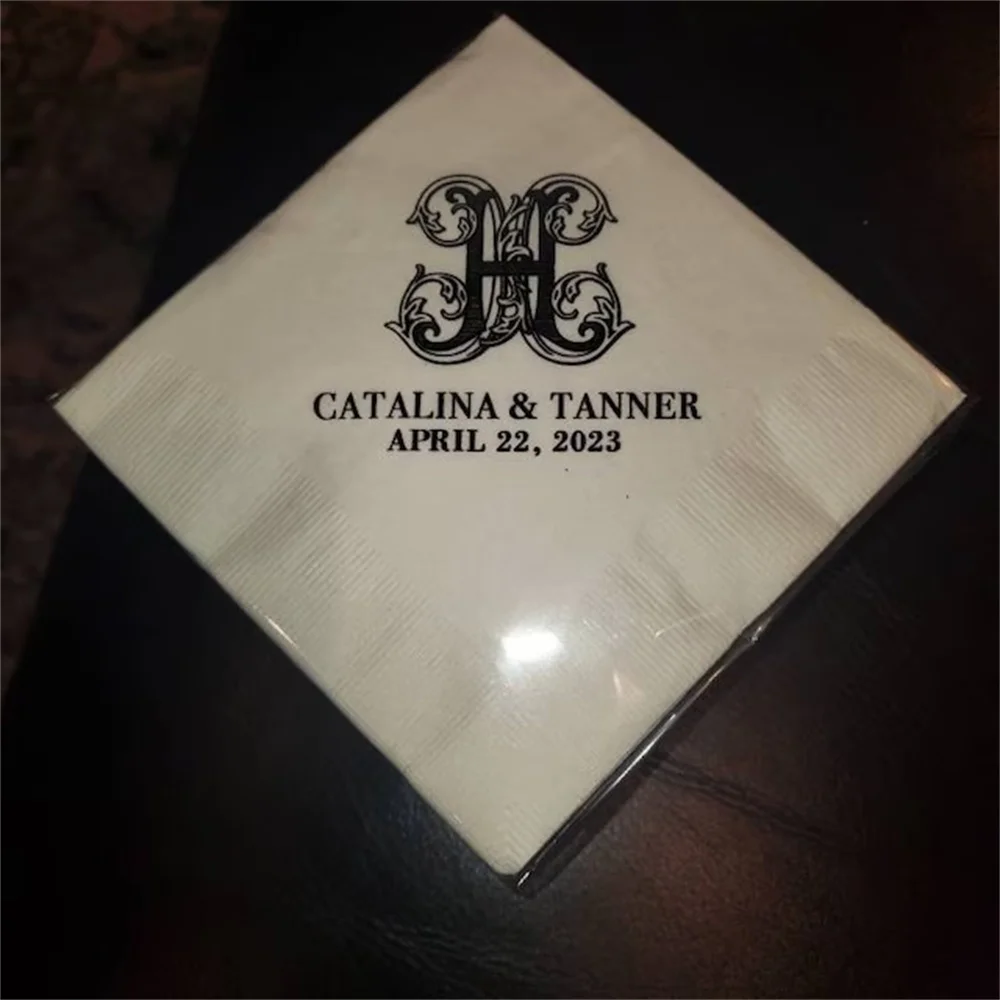 H
CATALINA & TANNER
APRIL 22, 2023